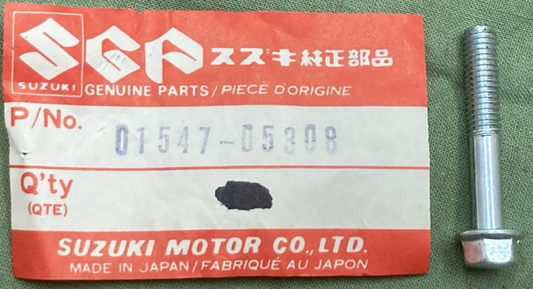 SGP スズキ純正部品
SUZUKI GENUINE PARTS/PIECE D'ORIGINE
P/No. 01547-05308
Q'ty
(QTE)
SUZUKI MOTOR CO.,LTD.
MADE IN JAPAN/FABRIQUÉ AU JAPON